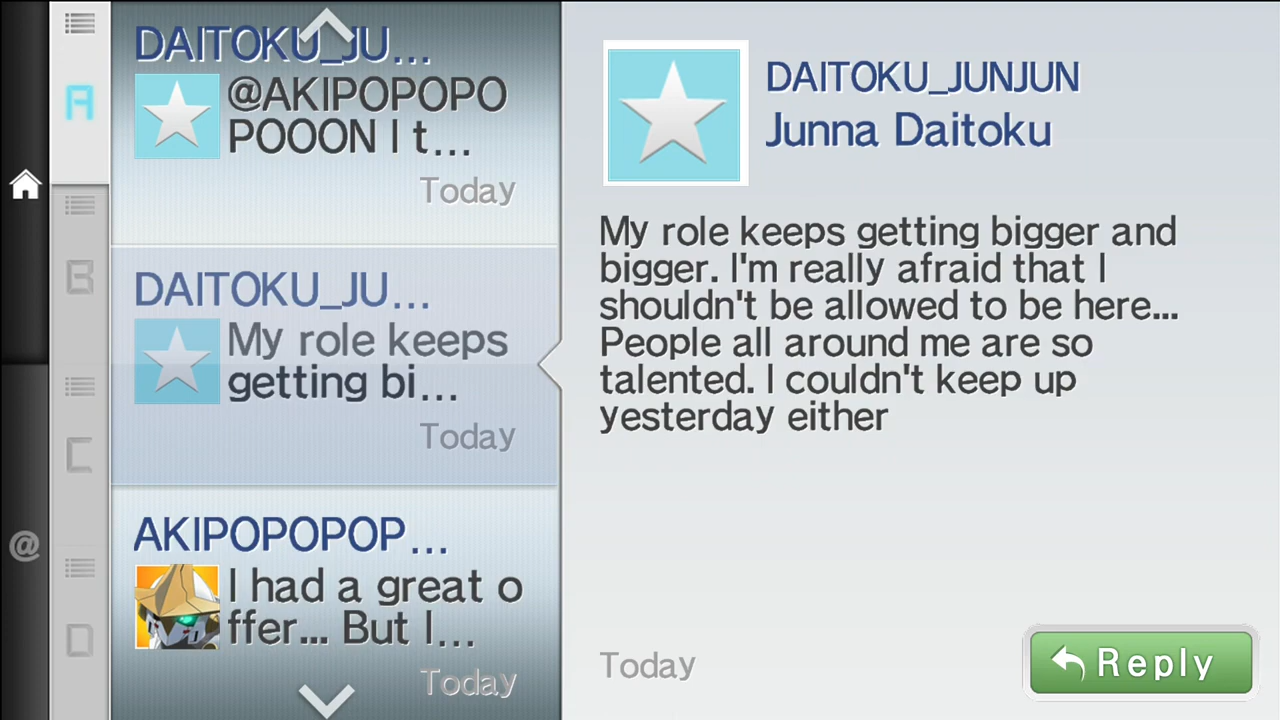 A
B
C
D
@
DAITOKU_JU...
@AKIPOPOPO
POOON I t...
Today
DAITOKU_JU...
My role keeps
getting bi...
Today
AKIPOPOPOP...
I had a great o
ffer... But I...
Today
DAITOKU_JUNJUN
Junna Daitoku
My role keeps getting bigger and
bigger. I'm really afraid that I
shouldn't be allowed to be here...
People all around me are so
talented. I couldn't keep up
yesterday either
Today
Reply